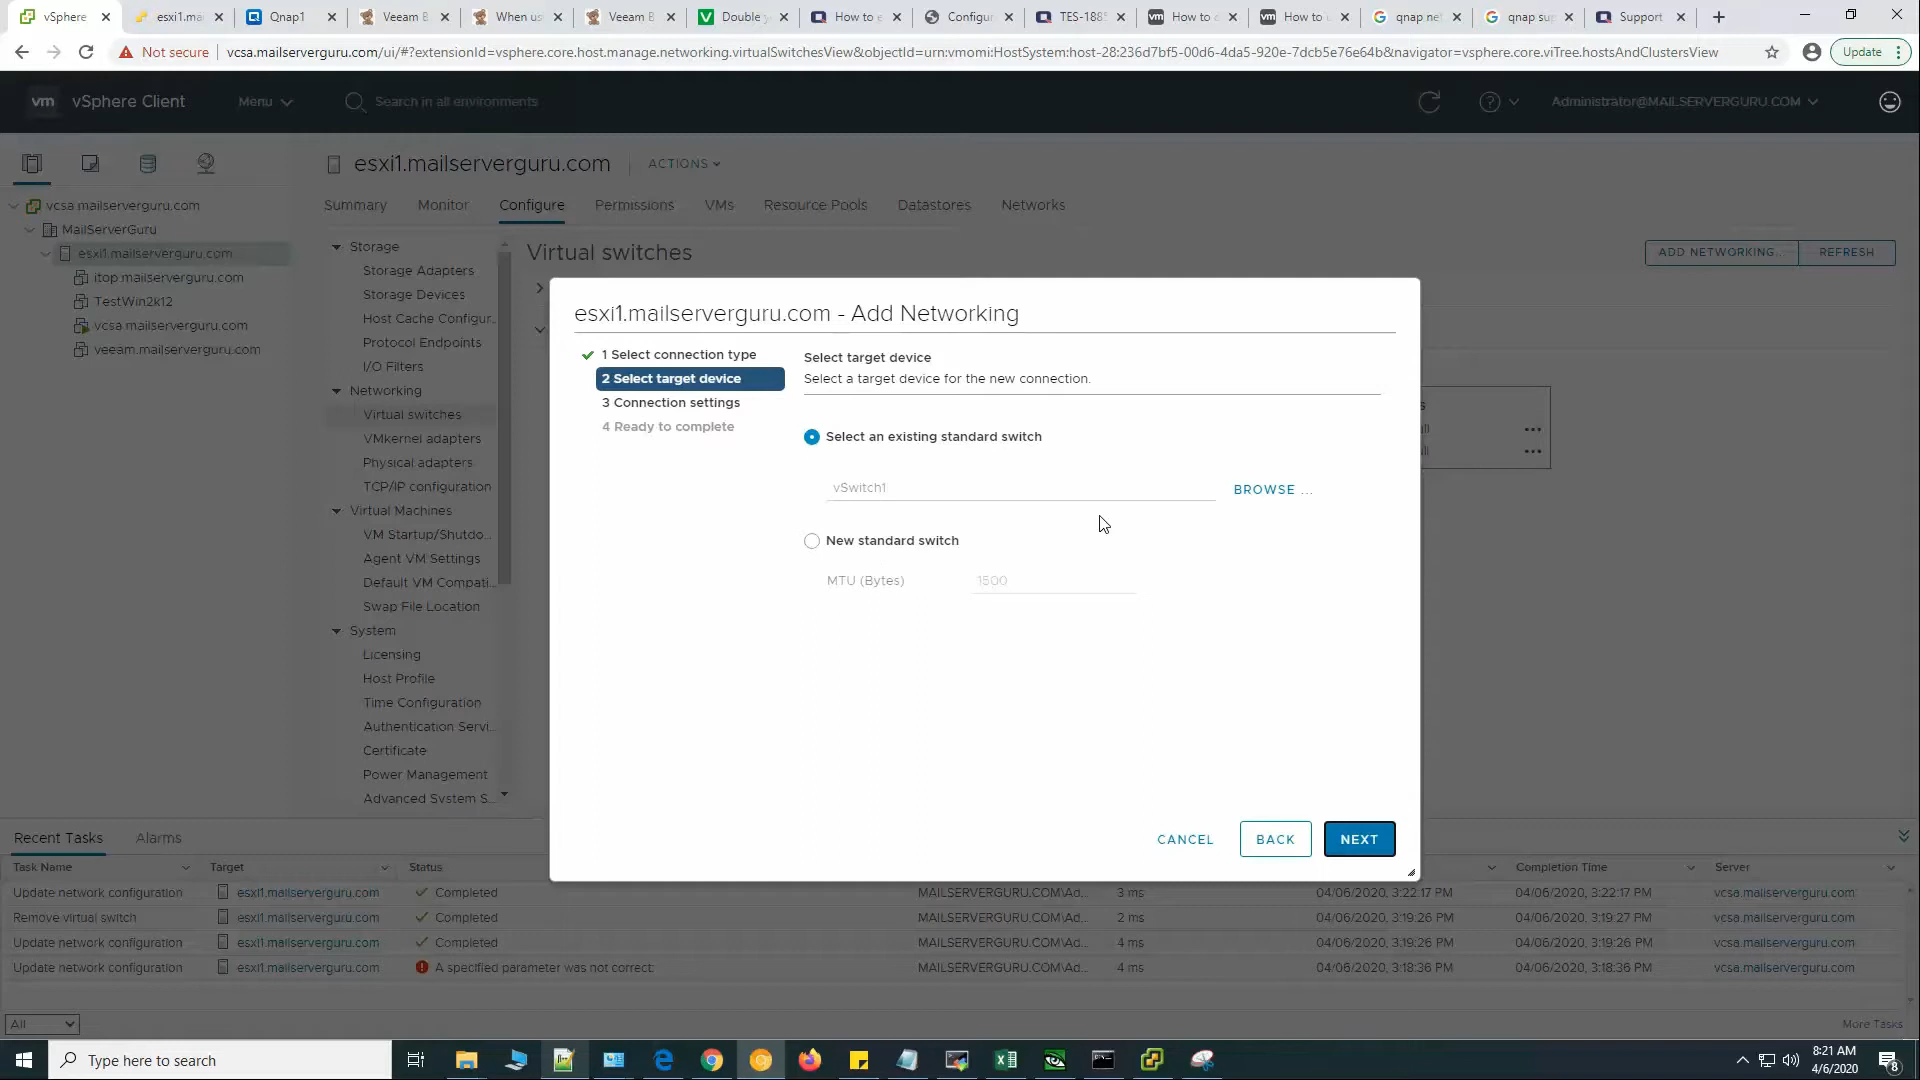 vSphere
esxi1.ma
Qnap1
Veeam B
When us
Veeam B
Double
How to e
Configu
TES-188
How to
How to u
qnap ne
qnap su
Support
Not secure
vcsa.mailserverguru.com/ui/#?extensionId=vsphere.core.host.manage.networking.virtualSwitchesView&objectId=urn:vmomi:HostSystem:host-28:236d7bf5-00d6-4da5-920e-7dcb5e76e64b&navigator=vsphere.core.viTree.hostsAndClustersView
Update
vm vSphere Client
Menu
Search in all environments
Administrator@MAILSERVERGURU.COM
esxi1.mailserverguru.com
ACTIONS
Summary
Monitor
Configure
Permissions
VMs
Resource Pools
Datastores
Networks
vcsa.mailserverguru.com
MailServerGuru
esxi1.mailserverguru.com
itop.mailserverguru.com
TestWin2k12
vcsa.mailserverguru.com
veeam.mailserverguru.com
Storage
Storage Adapters
Storage Devices
Host Cache Configur...
Protocol Endpoints
I/O Filters
Networking
Virtual switches
VMkernel adapters
Physical adapters
TCP/IP configuration
Virtual Machines
VM Startup/Shutdo...
Agent VM Settings
Default VM Compati...
Swap File Location
System
Licensing
Host Profile
Time Configuration
Authentication Servi...
Certificate
Power Management
Advanced System S...
Virtual switches
ADD NETWORKING...
REFRESH
esxi1.mailserverguru.com - Add Networking
1 Select connection type
2 Select target device
3 Connection settings
4 Ready to complete
Select target device
Select a target device for the new connection.
Select an existing standard switch
vSwitch1
BROWSE ...
New standard switch
MTU (Bytes)
1500
CANCEL
BACK
NEXT
Recent Tasks
Alarms
Task Name
Target
Status
Completion Time
Server
Update network configuration esxi1.mailserverguru.com Completed MAILSERVERGURU.COM\Ad... 3 ms 04/06/2020, 3:22:17 PM 04/06/2020, 3:22:17 PM vcsa.mailserverguru.com
Remove virtual switch esxi1.mailserverguru.com Completed MAILSERVERGURU.COM\Ad... 2 ms 04/06/2020, 3:19:26 PM 04/06/2020, 3:19:27 PM vcsa.mailserverguru.com
Update network configuration esxi1.mailserverguru.com Completed MAILSERVERGURU.COM\Ad... 4 ms 04/06/2020, 3:19:26 PM 04/06/2020, 3:19:26 PM vcsa.mailserverguru.com
Update network configuration esxi1.mailserverguru.com A specified parameter was not correct: MAILSERVERGURU.COM\Ad... 4 ms 04/06/2020, 3:18:36 PM 04/06/2020, 3:18:36 PM vcsa.mailserverguru.com
All
More Tasks
Type here to search
8:21 AM
4/6/2020
8